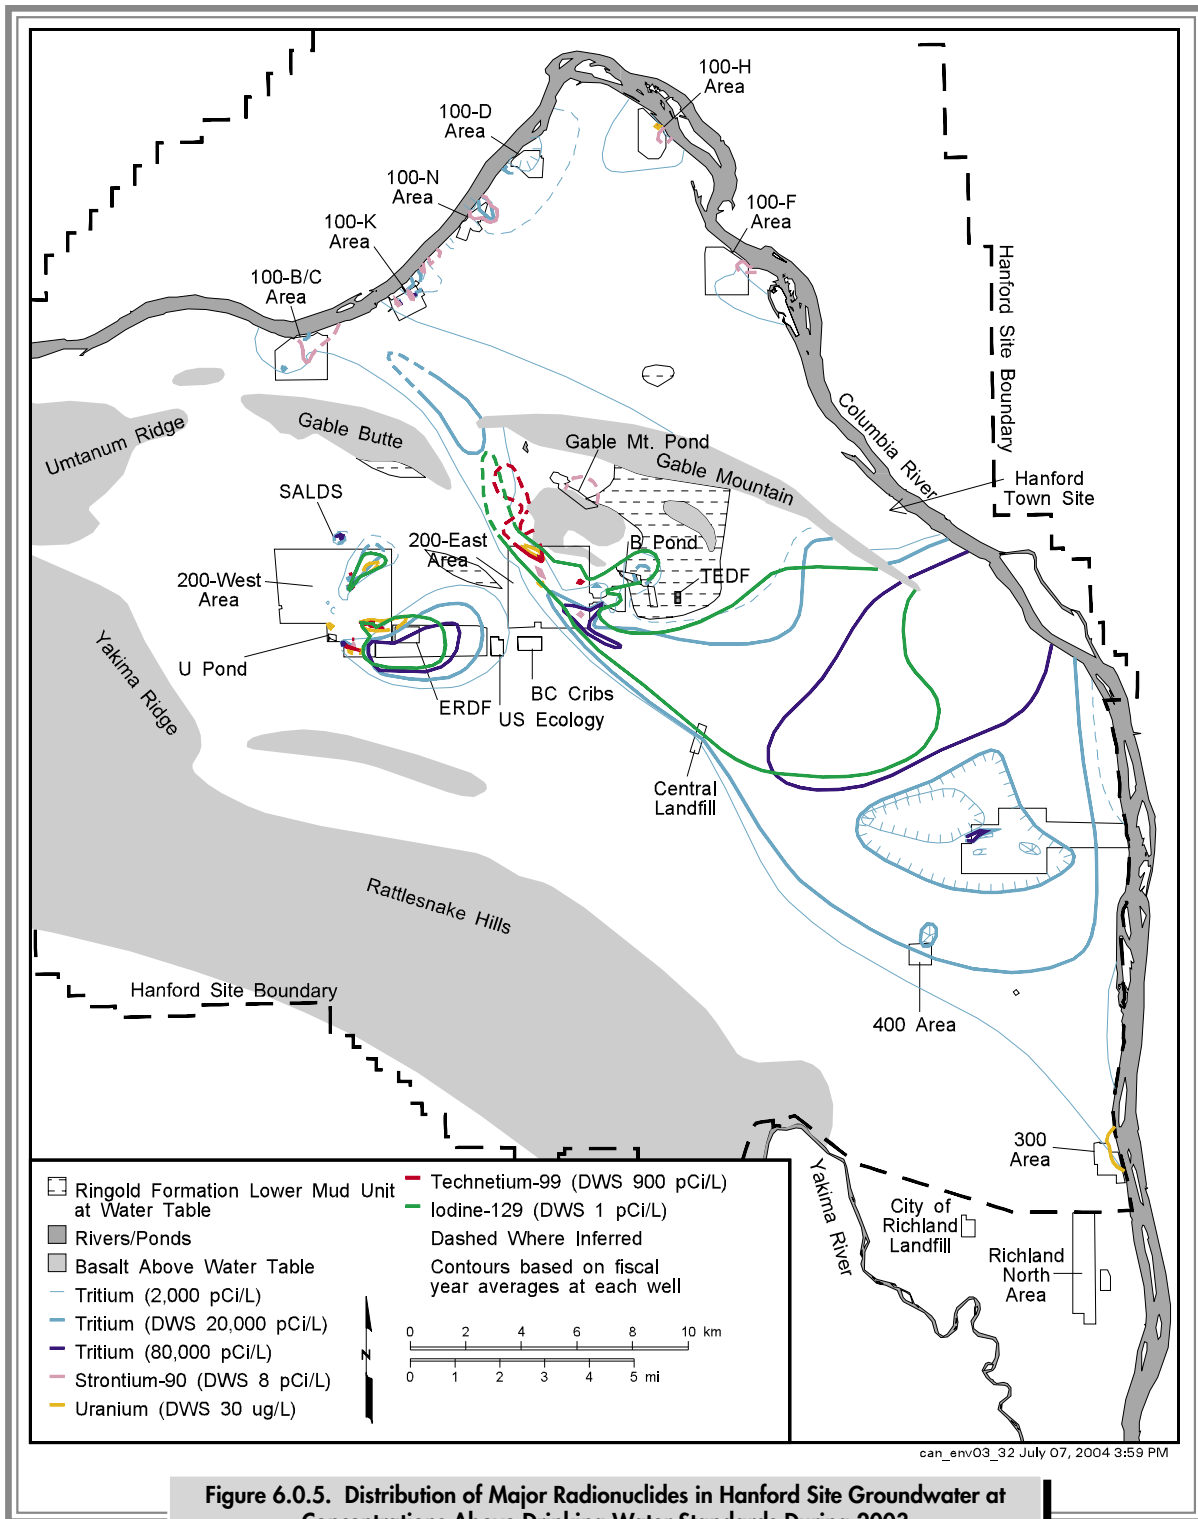 100-H
Area
100-D
Area
100-N
Area
100-K
Area
100-F
Area
100-B/C
Area
Hanford Site Boundary
Columbia River
Umtanum Ridge
Gable Butte
Gable Mt. Pond
Gable Mountain
Hanford
Town Site
SALDS
200-East
Area
B Pond
TEDF
200-West
Area
U Pond
Yakima Ridge
ERDF
BC Cribs
US Ecology
Central
Landfill
Rattlesnake Hills
Hanford Site Boundary
400 Area
300
Area
Yakima River
City of
Richland
Landfill
Richland
North
Area
Ringold Formation Lower Mud Unit
at Water Table
Rivers/Ponds
Basalt Above Water Table
Tritium (2,000 pCi/L)
Tritium (DWS 20,000 pCi/L)
Tritium (80,000 pCi/L)
Strontium-90 (DWS 8 pCi/L)
Uranium (DWS 30 ug/L)
Technetium-99 (DWS 900 pCi/L)
Iodine-129 (DWS 1 pCi/L)
Dashed Where Inferred
Contours based on fiscal
year averages at each well
N
0 2 4 6 8 10 km
0 1 2 3 4 5 mi
can_env03_32 July 07, 2004 3:59 PM
Figure 6.0.5. Distribution of Major Radionuclides in Hanford Site Groundwater at
Concentrations Above Drinking Water Standards During 2003